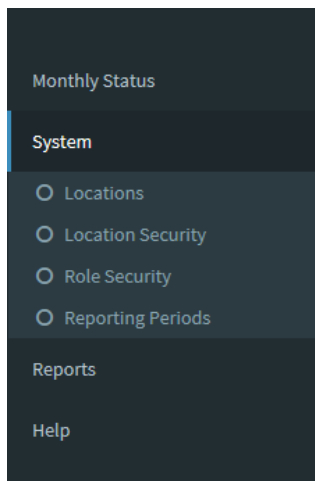 Monthly Status
System
Locations
Location Security
Role Security
Reporting Periods
Reports
Help